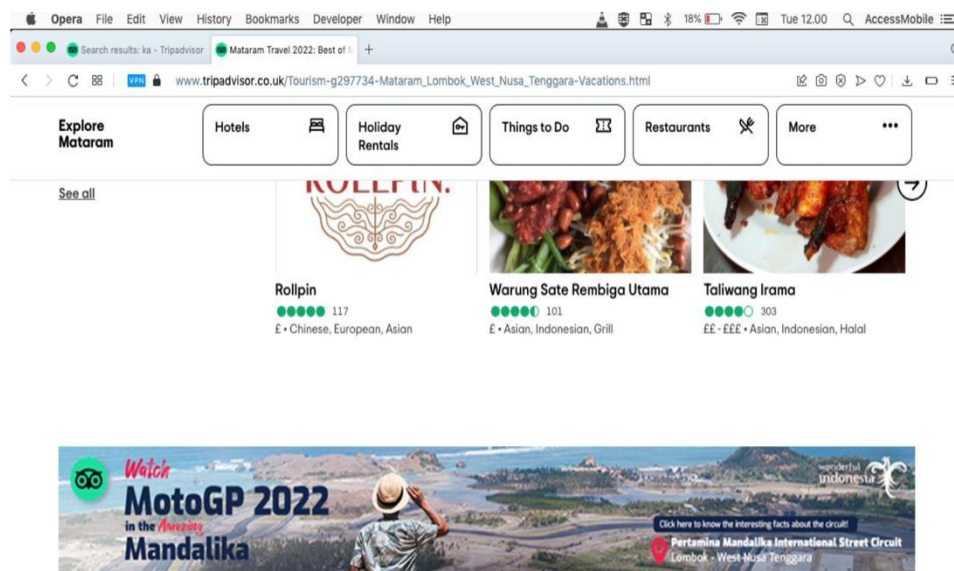 Opera File Edit View History Bookmarks Developer Window Help 18% Tue 12.00 AccessMobile
Search results: ka - Tripadvisor Mataram Travel 2022: Best of
VPN www.tripadvisor.co.uk/Tourism-g297734-Mataram_Lombok_West_Nusa_Tenggara-Vacations.html
Explore
Mataram
Hotels
Holiday
Rentals
Things to Do
Restaurants
More
See all
ROLLPIN.
Rollpin
117
£ • Chinese, European, Asian
Warung Sate Rembiga Utama
101
£ • Asian, Indonesian, Grill
Taliwang Irama
303
££ - £££ • Asian, Indonesian, Halal
Watch
MotoGP 2022
in the Amazing
Mandalika
wonderful
indonesia
Click here to know the interesting facts about the circuit!
Pertamina Mandalika International Street Circuit
Lombok - West Nusa Tenggara